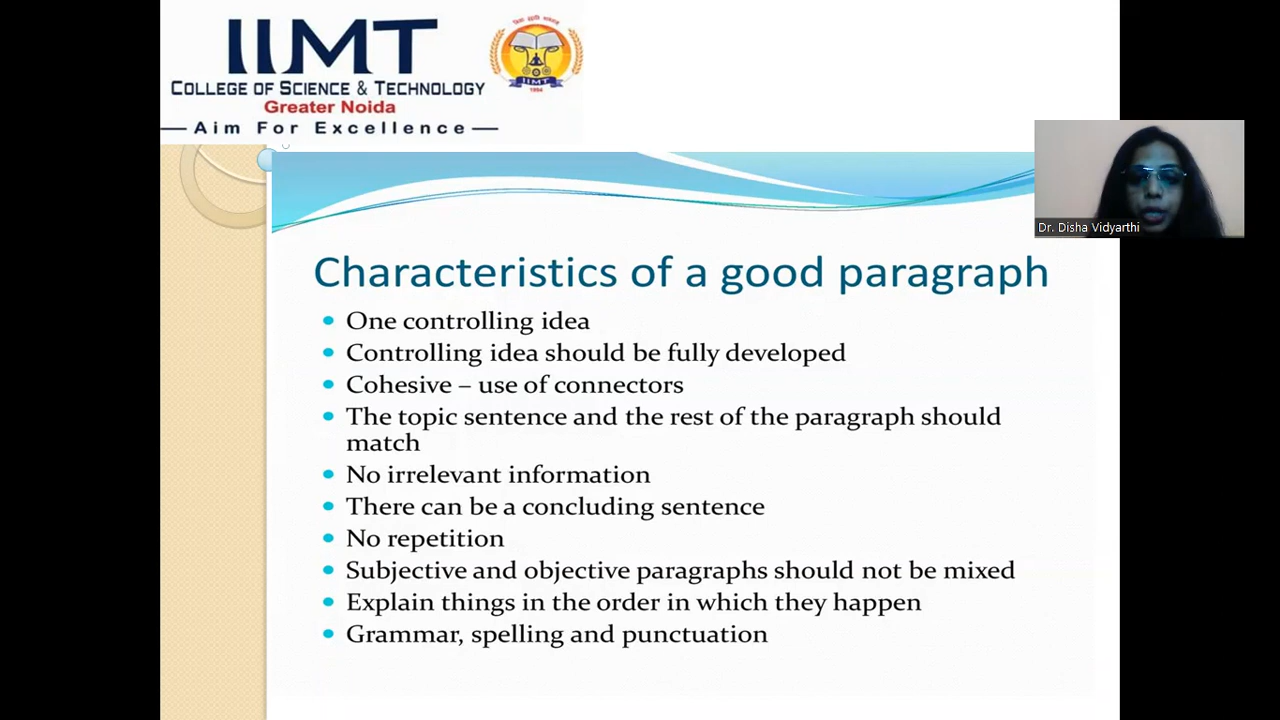 IIMT
COLLEGE OF SCIENCE & TECHNOLOGY
Greater Noida
Aim For Excellence
IIMT
1994
Dr. Disha Vidyarthi
Characteristics of a good paragraph
One controlling idea
Controlling idea should be fully developed
Cohesive – use of connectors
The topic sentence and the rest of the paragraph should
match
No irrelevant information
There can be a concluding sentence
No repetition
Subjective and objective paragraphs should not be mixed
Explain things in the order in which they happen
Grammar, spelling and punctuation